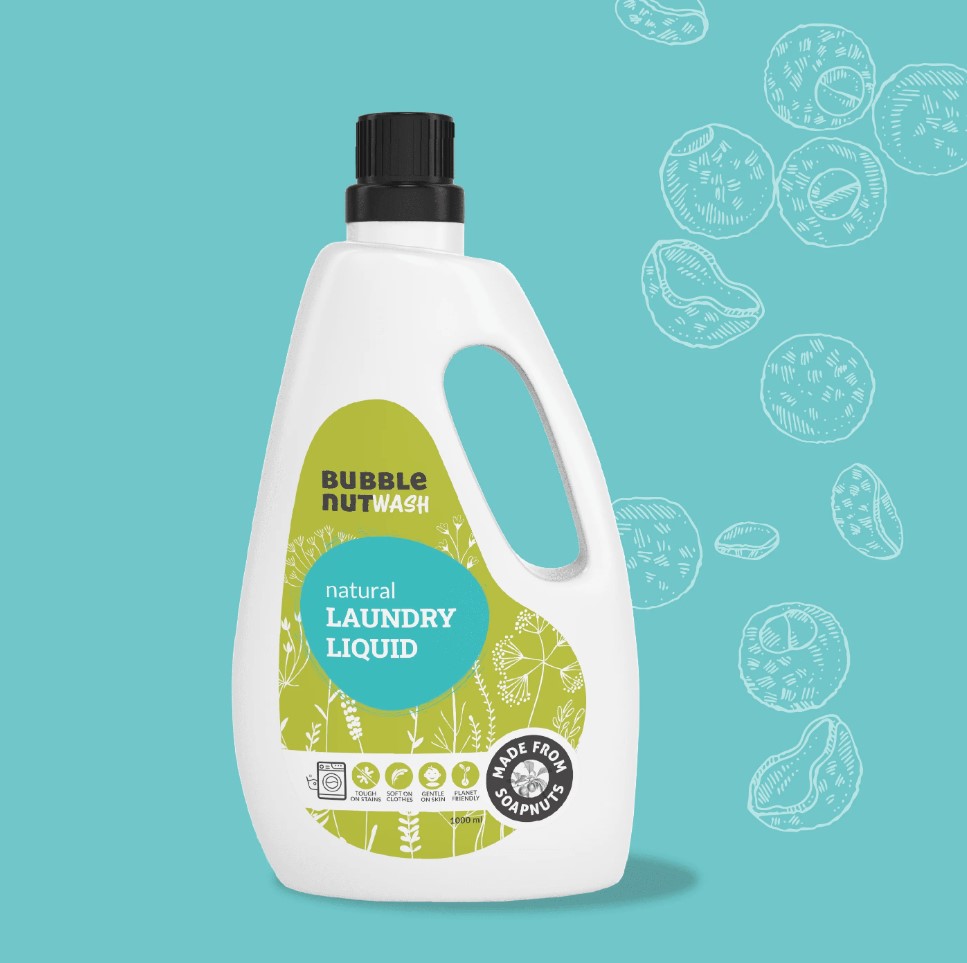 BUBBLE
NUTWASH
natural
LAUNDRY
LIQUID
TOUGH
ON STAINS
SOFT ON
CLOTHES
GENTLE
ON SKIN
PLANET
FRIENDLY
MADE FROM
SOAPNUTS
1000 ml